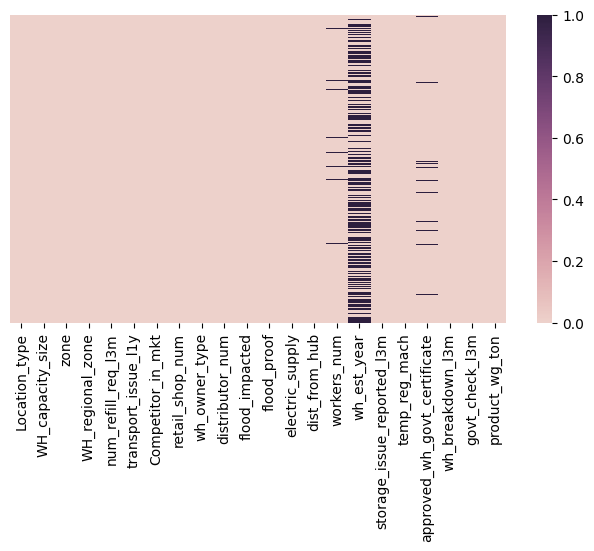 1.0
0.8
0.6
0.4
0.2
0.0
Location_type
WH_capacity_size
zone
WH_regional_zone
num_refill_req_l3m
transport_issue_l1y
Competitor_in_mkt
retail_shop_num
wh_owner_type
distributor_num
flood_impacted
flood_proof
electric_supply
dist_from_hub
workers_num
wh_est_year
storage_issue_reported_l3m
temp_reg_mach
approved_wh_govt_certificate
wh_breakdown_l3m
govt_check_l3m
product_wg_ton